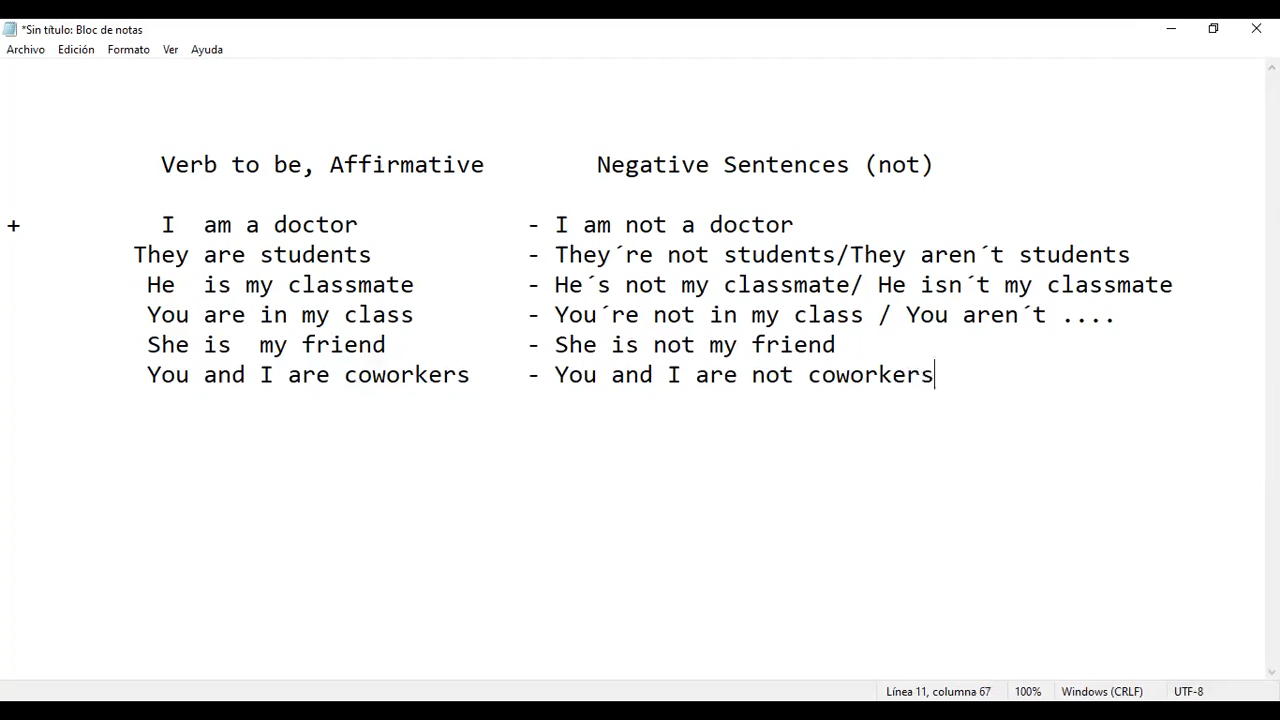 *Sin título: Bloc de notas
Archivo Edición Formato Ver Ayuda
Verb to be, Affirmative Negative Sentences (not)
+ I am a doctor - I am not a doctor
They are students - They´re not students/They aren´t students
He is my classmate - He´s not my classmate/ He isn´t my classmate
You are in my class - You´re not in my class / You aren´t ....
She is my friend - She is not my friend
You and I are coworkers - You and I are not coworkers
Línea 11, columna 67 100% Windows (CRLF) UTF-8